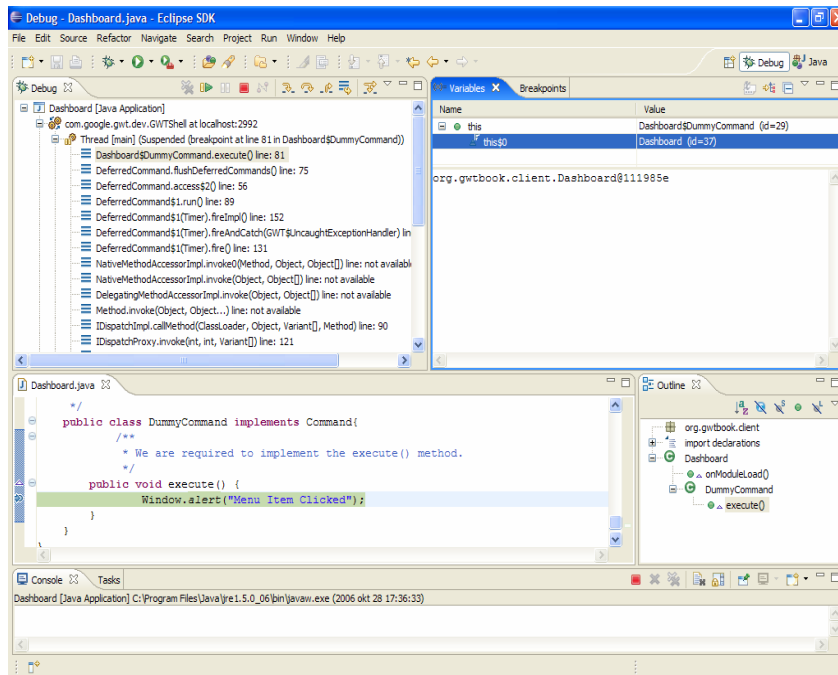 Debug - Dashboard.java - Eclipse SDK
File Edit Source Refactor Navigate Search Project Run Window Help
Debug Java
Debug
Dashboard [Java Application]
com.google.gwt.dev.GWTShell at localhost:2992
Thread [main] (Suspended (breakpoint at line 81 in Dashboard$DummyCommand))
Dashboard$DummyCommand.execute() line: 81
DeferredCommand.flushDeferredCommands() line: 75
DeferredCommand.access$2() line: 56
DeferredCommand$1.run() line: 89
DeferredCommand$1(Timer).fireImpl() line: 152
DeferredCommand$1(Timer).fireAndCatch(GWT$UncaughtExceptionHandler) lin
DeferredCommand$1(Timer).fire() line: 131
NativeMethodAccessorImpl.invoke0(Method, Object, Object[]) line: not availabl
NativeMethodAccessorImpl.invoke(Object, Object[]) line: not available
DelegatingMethodAccessorImpl.invoke(Object, Object[]) line: not available
Method.invoke(Object, Object...) line: not available
IDispatchImpl.callMethod(ClassLoader, Object, Variant[], Method) line: 90
IDispatchProxy.invoke(int, int, Variant[]) line: 121
Variables Breakpoints
Name Value
this Dashboard$DummyCommand (id=29)
this$0 Dashboard (id=37)
org.gwtbook.client.Dashboard@111985e
Dashboard.java
*/
public class DummyCommand implements Command{
/**
* We are required to implement the execute() method.
*/
public void execute() {
Window.alert("Menu Item Clicked");
}
}
}
Outline
org.gwtbook.client
import declarations
Dashboard
onModuleLoad()
DummyCommand
execute()
Console Tasks
Dashboard [Java Application] C:\Program Files\Java\jre1.5.0_06\bin\javaw.exe (2006 okt 28 17:36:33)